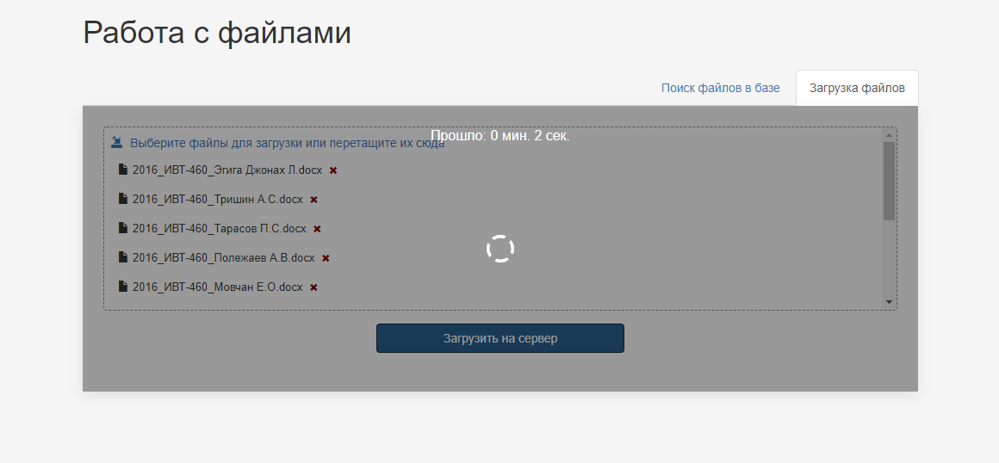 Работа с файлами
Поиск файлов в базе
Загрузка файлов
Прошло: 0 мин. 2 сек.
Выберите файлы для загрузки или перетащите их сюда
2016_ИВТ-460_Эгига Джонах Л.docx
2016_ИВТ-460_Тришин А.С.docx
2016_ИВТ-460_Тарасов П.С.docx
2016_ИВТ-460_Полежаев А.В.docx
2016_ИВТ-460_Мовчан Е.О.docx
Загрузить на сервер